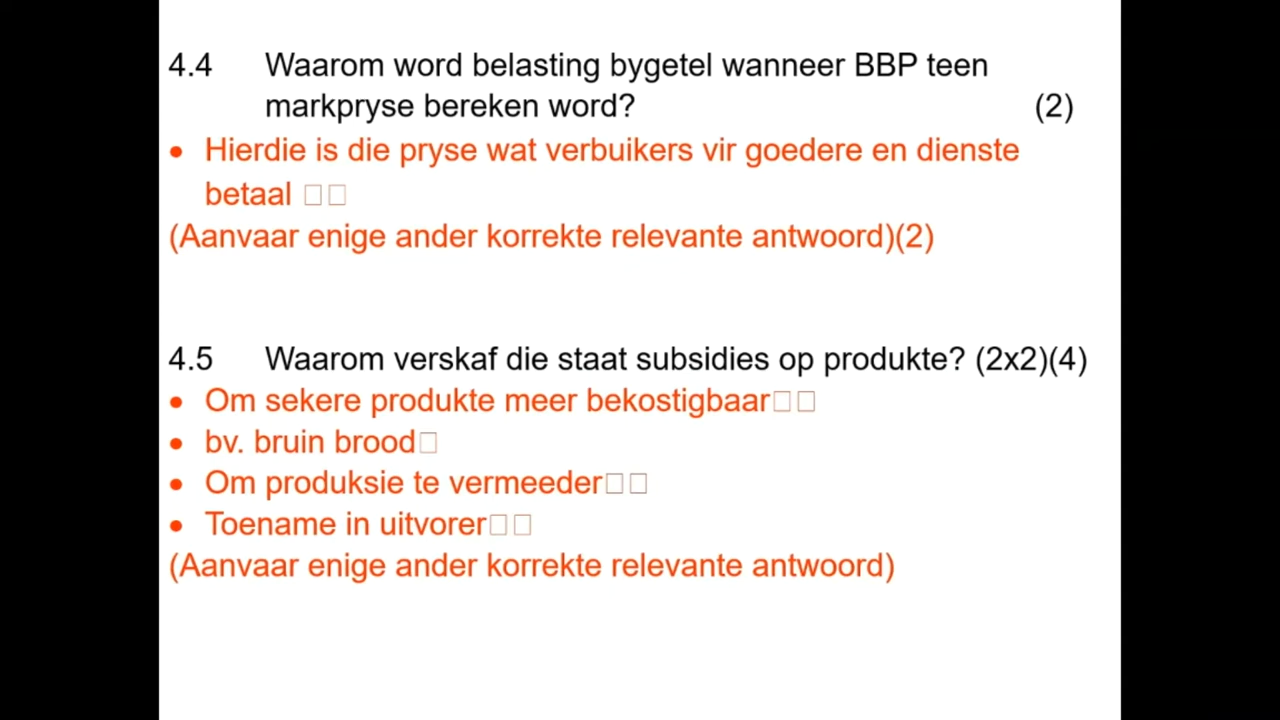 4.4 Waarom word belasting bygetel wanneer BBP teen
markpryse bereken word? (2)
• Hierdie is die pryse wat verbuikers vir goedere en dienste
betaal □□
(Aanvaar enige ander korrekte relevante antwoord)(2)
4.5 Waarom verskaf die staat subsidies op produkte? (2x2)(4)
• Om sekere produkte meer bekostigbaar□□
• bv. bruin brood□
• Om produksie te vermeeder□□
• Toename in uitvorer□□
(Aanvaar enige ander korrekte relevante antwoord)